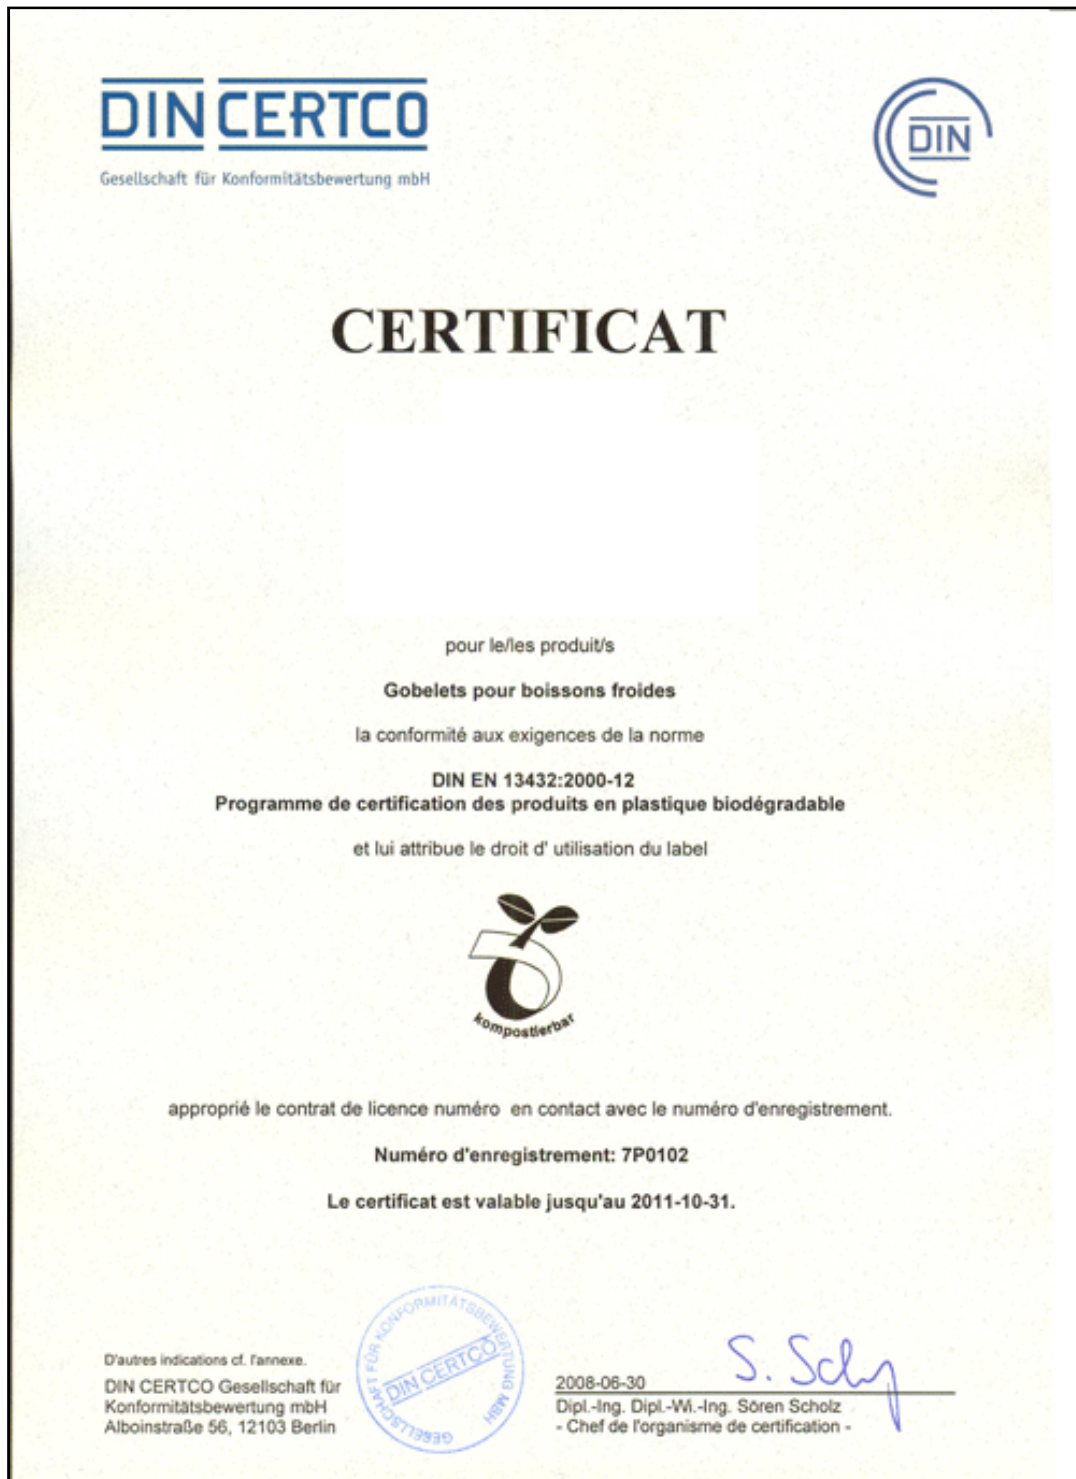 DIN CERTCO
Gesellschaft für Konformitätsbewertung mbH
DIN
CERTIFICAT
pour le/les produit/s
Gobelets pour boissons froides
la conformité aux exigences de la norme
DIN EN 13432:2000-12
Programme de certification des produits en plastique biodégradable
et lui attribue le droit d' utilisation du label
kompostierbar
approprié le contrat de licence numéro en contact avec le numéro d'enregistrement.
Numéro d'enregistrement: 7P0102
Le certificat est valable jusqu'au 2011-10-31.
D'autres indications cf. l'annexe.
DIN CERTCO Gesellschaft für
Konformitätsbewertung mbH
Alboinstraße 56, 12103 Berlin
GESELLSCHAFT FÜR KONFORMITÄTSBEWERTUNG MBH
DIN CERTCO
S. Sch
2008-06-30
Dipl.-Ing. Dipl.-Wi.-Ing. Sören Scholz
- Chef de l'organisme de certification -